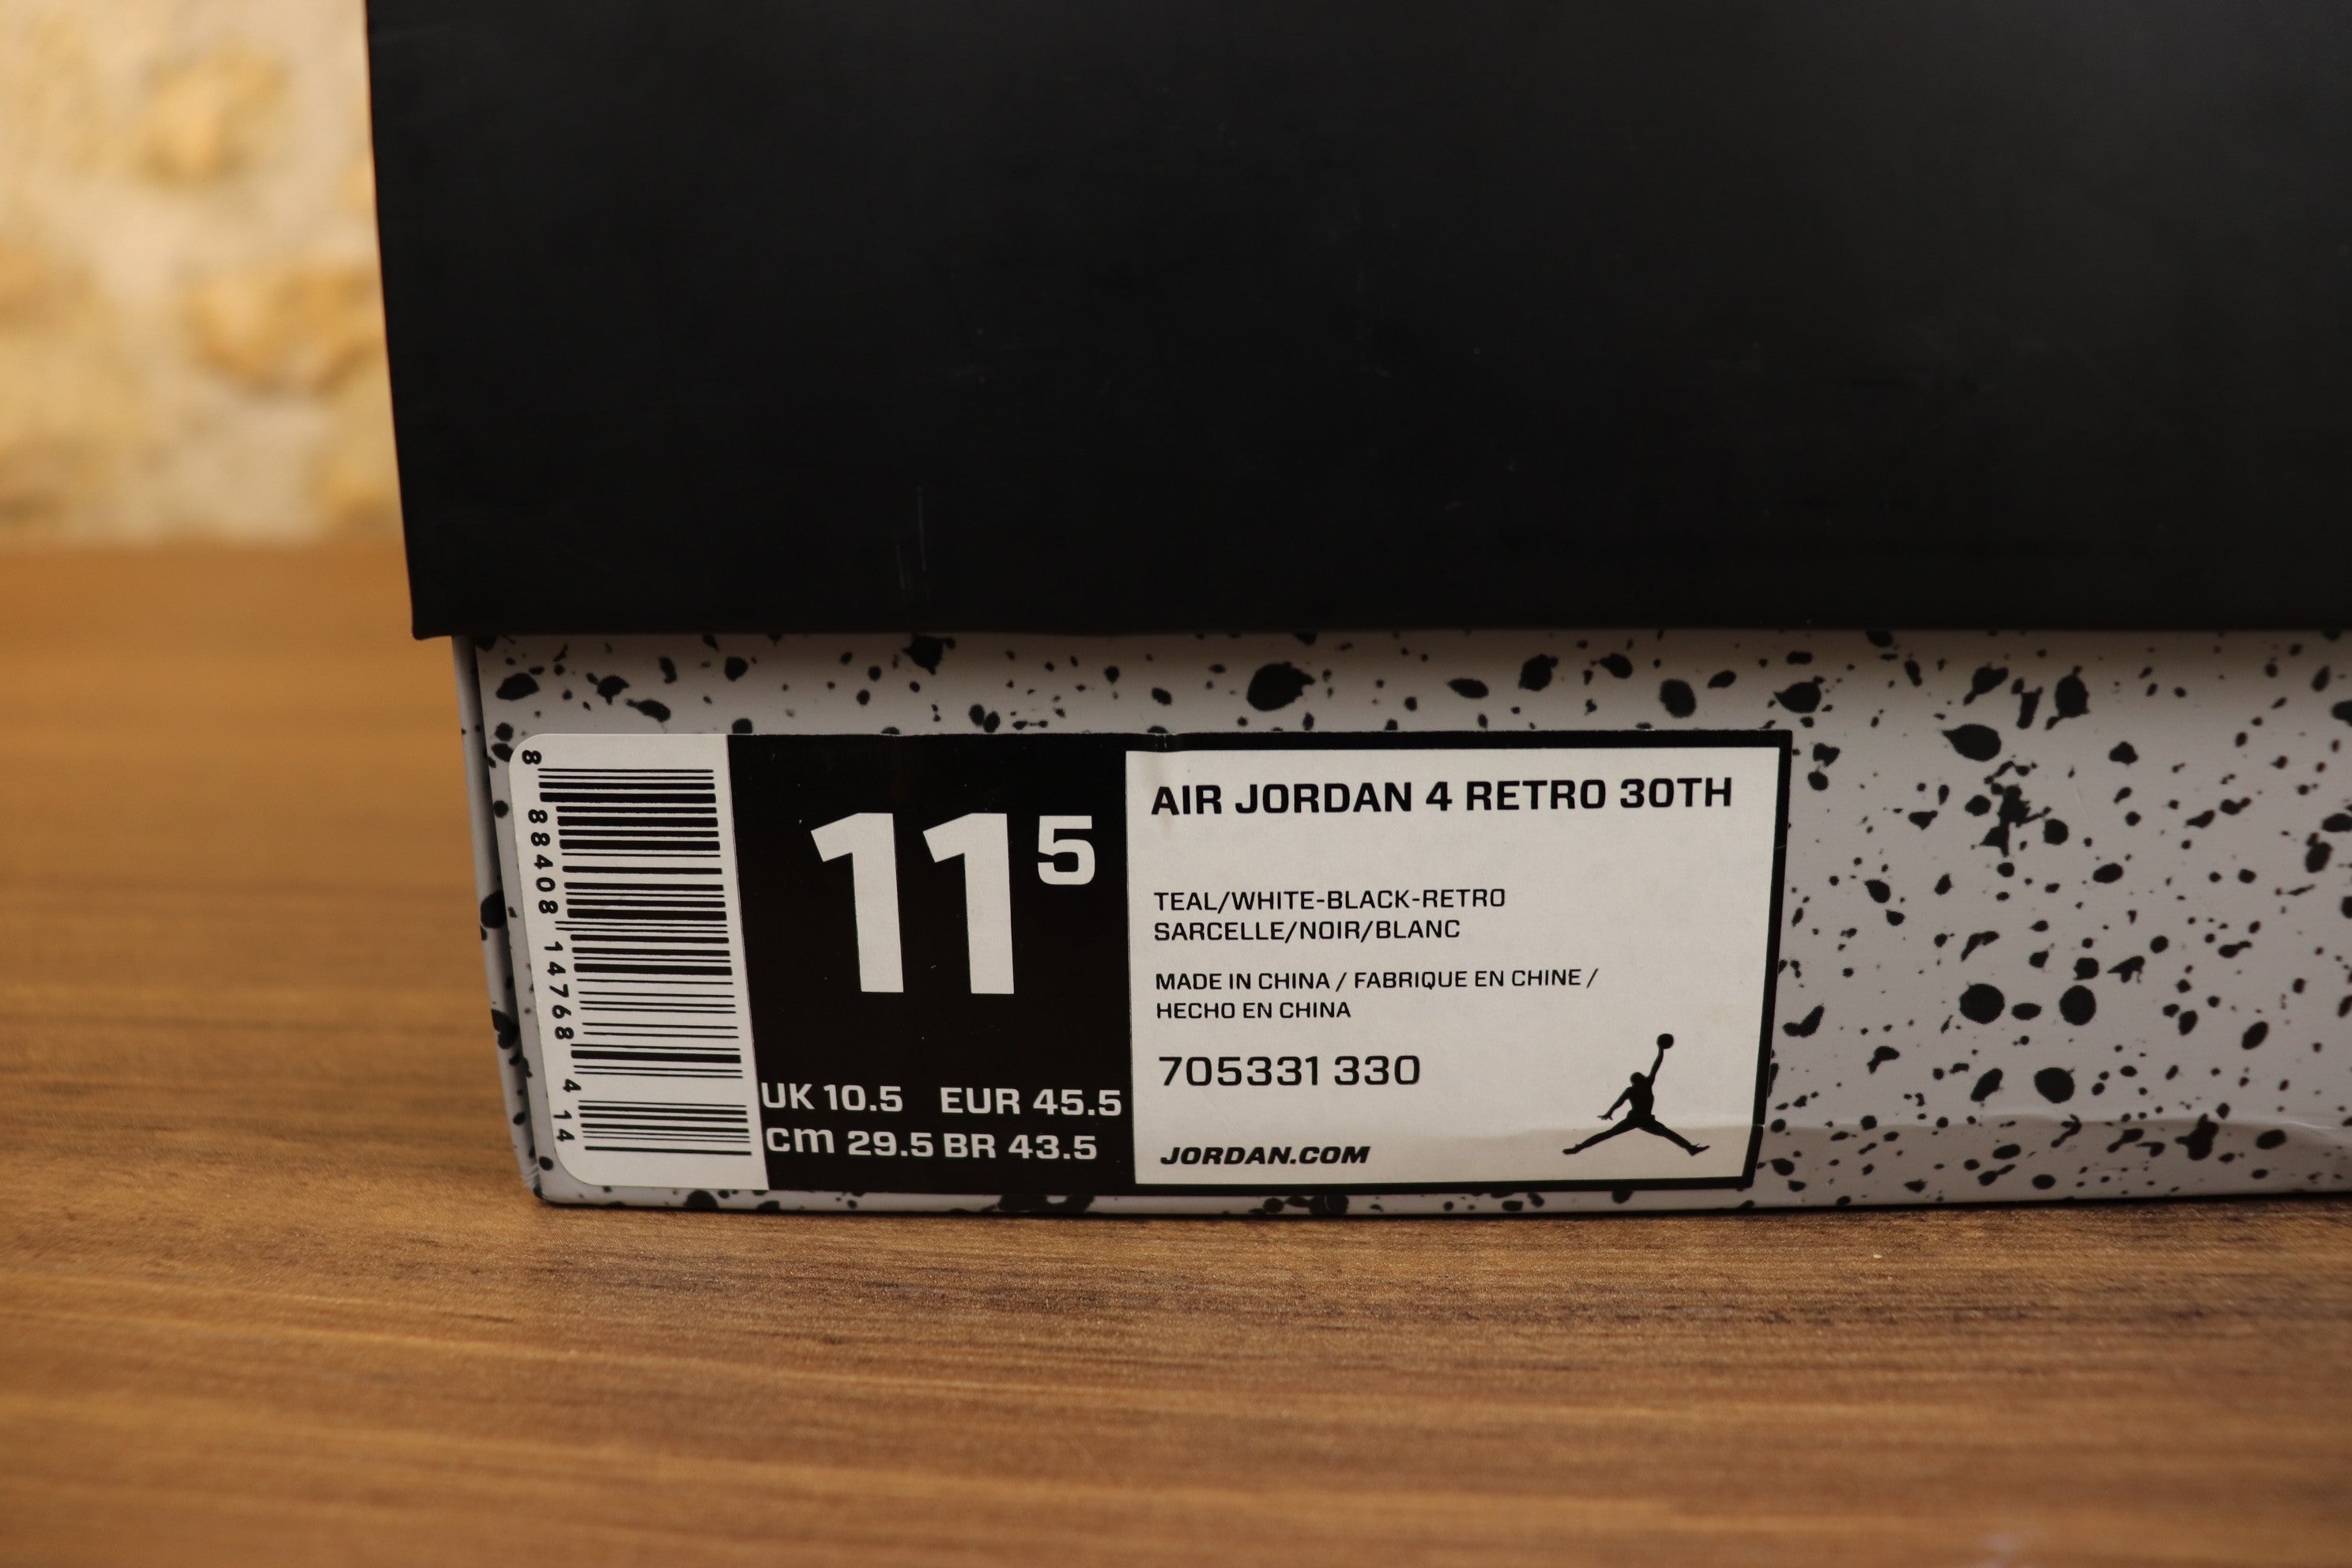 8 88408 14768 4 14
11 5
UK 10.5 EUR 45.5
cm 29.5 BR 43.5
AIR JORDAN 4 RETRO 30TH
TEAL/WHITE-BLACK-RETRO
SARCELLE/NOIR/BLANC
MADE IN CHINA / FABRIQUE EN CHINE /
HECHO EN CHINA
705331 330
JORDAN.COM